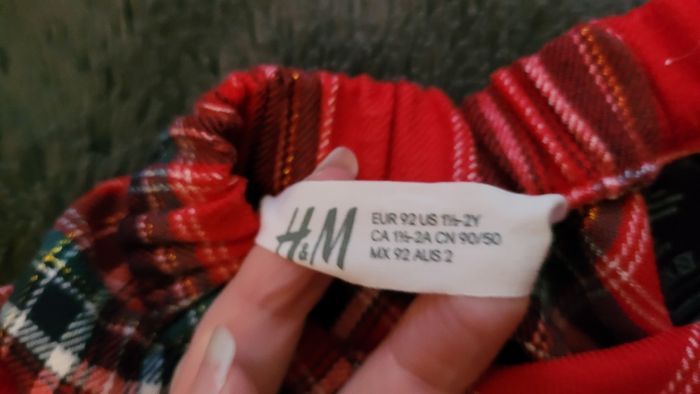 H&M
EUR 92 US 1½-2Y
CA 1½-2A CN 90/50
MX 92 AUS 2